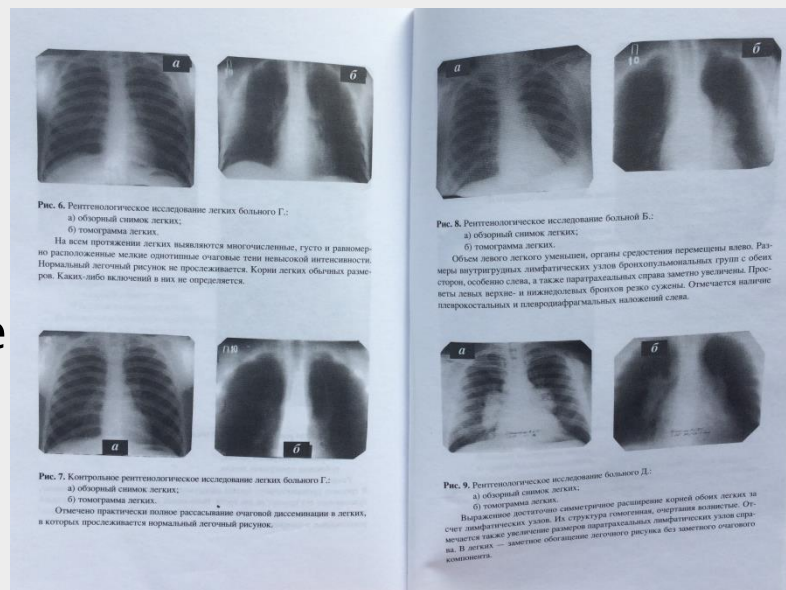 а
б
Рис. 6. Рентгенологическое исследование легких больного Г.:
а) обзорный снимок легких;
б) томограмма легких.
На всем протяжении легких выявляются многочисленные, густо и равномер-
но расположенные мелкие однотипные очаговые тени невысокой интенсивности.
Нормальный легочный рисунок не прослеживается. Корни легких обычных разме-
ров. Каких-либо включений в них не определяется.
а
б
Рис. 7. Контрольное рентгенологическое исследование легких больного Г.:
а) обзорный снимок легких;
б) томограмма легких.
Отмечено практически полное рассасывание очаговой диссеминации в легких,
в которых прослеживается нормальный легочный рисунок.
а
б
Рис. 8. Рентгенологическое исследование больной Б.:
а) обзорный снимок легких;
б) томограмма легких.
Объем левого легкого уменьшен, органы средостения перемещены влево. Раз-
меры внутригрудных лимфатических узлов бронхопульмональных групп с обеих
сторон, особенно слева, а также паратрахеальных справа заметно увеличены. Прос-
веты левых верхне- и нижнедолевых бронхов резко сужены. Отмечается наличие
плеврокостальных и плевродиафрагмальных наложений слева.
а
б
Рис. 9. Рентгенологическое исследование больного Д.:
а) обзорный снимок легких;
б) томограмма легких.
Выраженное достаточно симметричное расширение корней обоих легких за
счет лимфатических узлов. Их структура гомогенная, очертания волнистые. От-
мечается также увеличение размеров паратрахеальных лимфатических узлов спра-
ва. В легких — заметное обогащение легочного рисунка без заметного очагового
компонента.
е